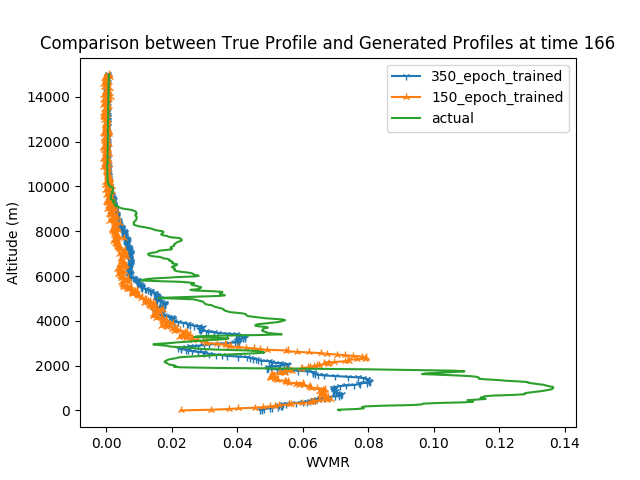 Comparison between True Profile and Generated Profiles at time 166
350_epoch_trained
150_epoch_trained
actual
14000
12000
10000
8000
6000
4000
2000
0
Altitude (m)
0.00 0.02 0.04 0.06 0.08 0.10 0.12 0.14
WVMR